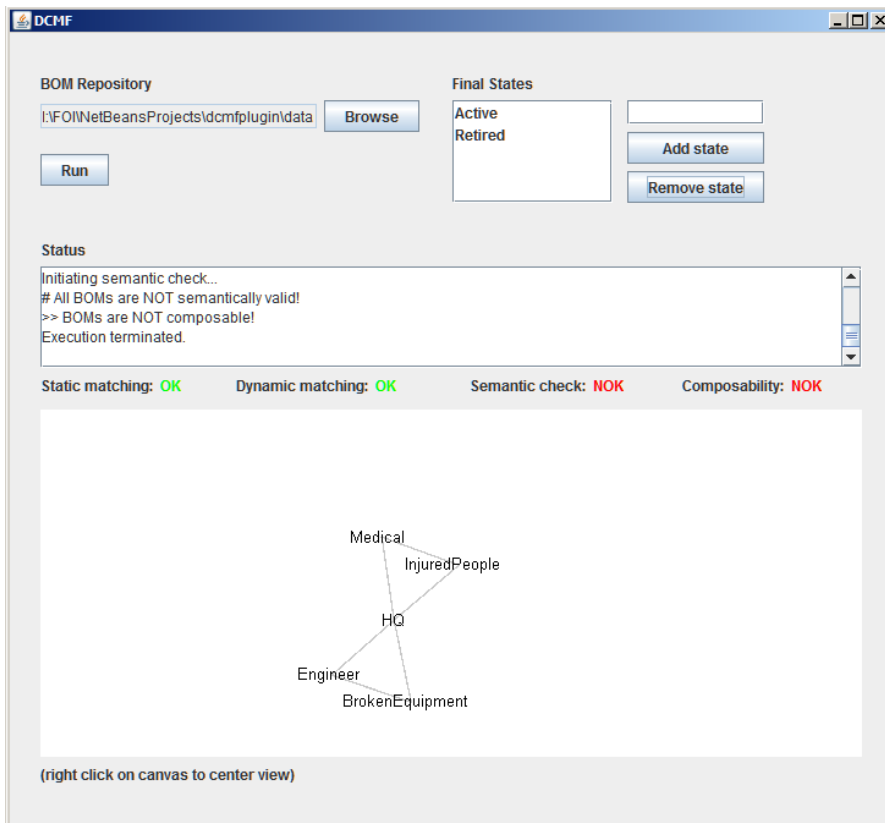 DCMF
BOM Repository
Final States
I:\FOI\NetBeansProjects\dcmfplugin\data
Browse
Active
Retired
Add state
Run
Remove state
Status
Initiating semantic check...
# All BOMs are NOT semantically valid!
>> BOMs are NOT composable!
Execution terminated.
Static matching: OK Dynamic matching: OK Semantic check: NOK Composability: NOK
Medical
InjuredPeople
HQ
Engineer
BrokenEquipment
(right click on canvas to center view)